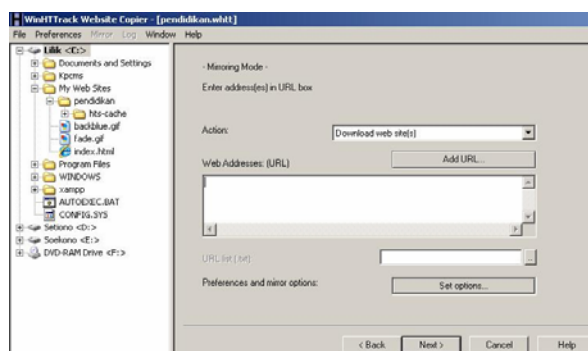 WinHTTrack Website Copier - [pendidikan.whtt]
File Preferences Mirror Log Window Help
Lilik <C:>
Documents and Settings
Kpcms
My Web Sites
pendidikan
hts-cache
backblue.gif
fade.gif
index.html
Program Files
WINDOWS
xampp
AUTOEXEC.BAT
CONFIG.SYS
Setiono <D:>
Soekono <E:>
DVD-RAM Drive <F:>
- Mirroring Mode -
Enter address(es) in URL box
Action:
Download web site(s)
Web Addresses: (URL)
Add URL...
URL list (.txt)
..
Preferences and mirror options:
Set options...
< Back
Next >
Cancel
Help